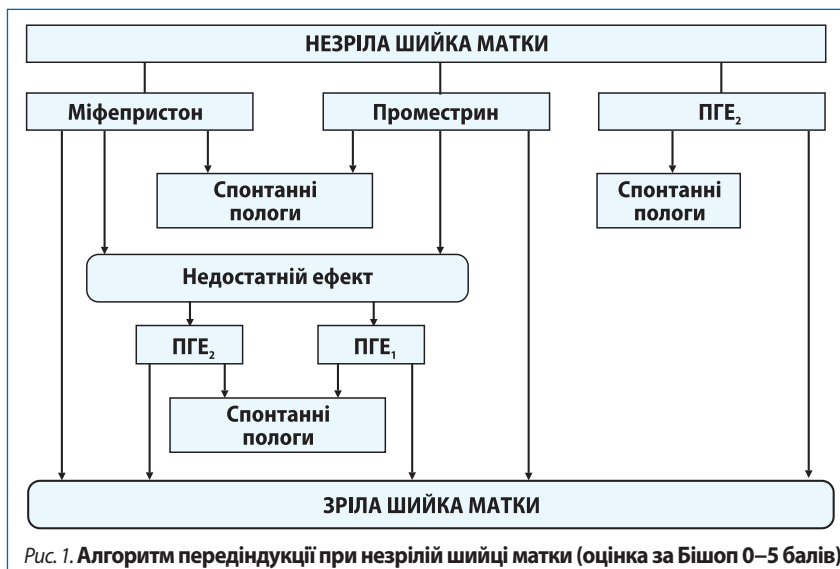 НЕЗРІЛА ШИЙКА МАТКИ
Міфепристон
Проместрин
ПГЕ₂
Спонтанні
пологи
Спонтанні
пологи
Недостатній ефект
ПГЕ₂
ПГЕ₁
Спонтанні
пологи
ЗРІЛА ШИЙКА МАТКИ
Рис. 1. Алгоритм передіндукції при незрілій шийці матки (оцінка за Бішоп 0–5 балів)